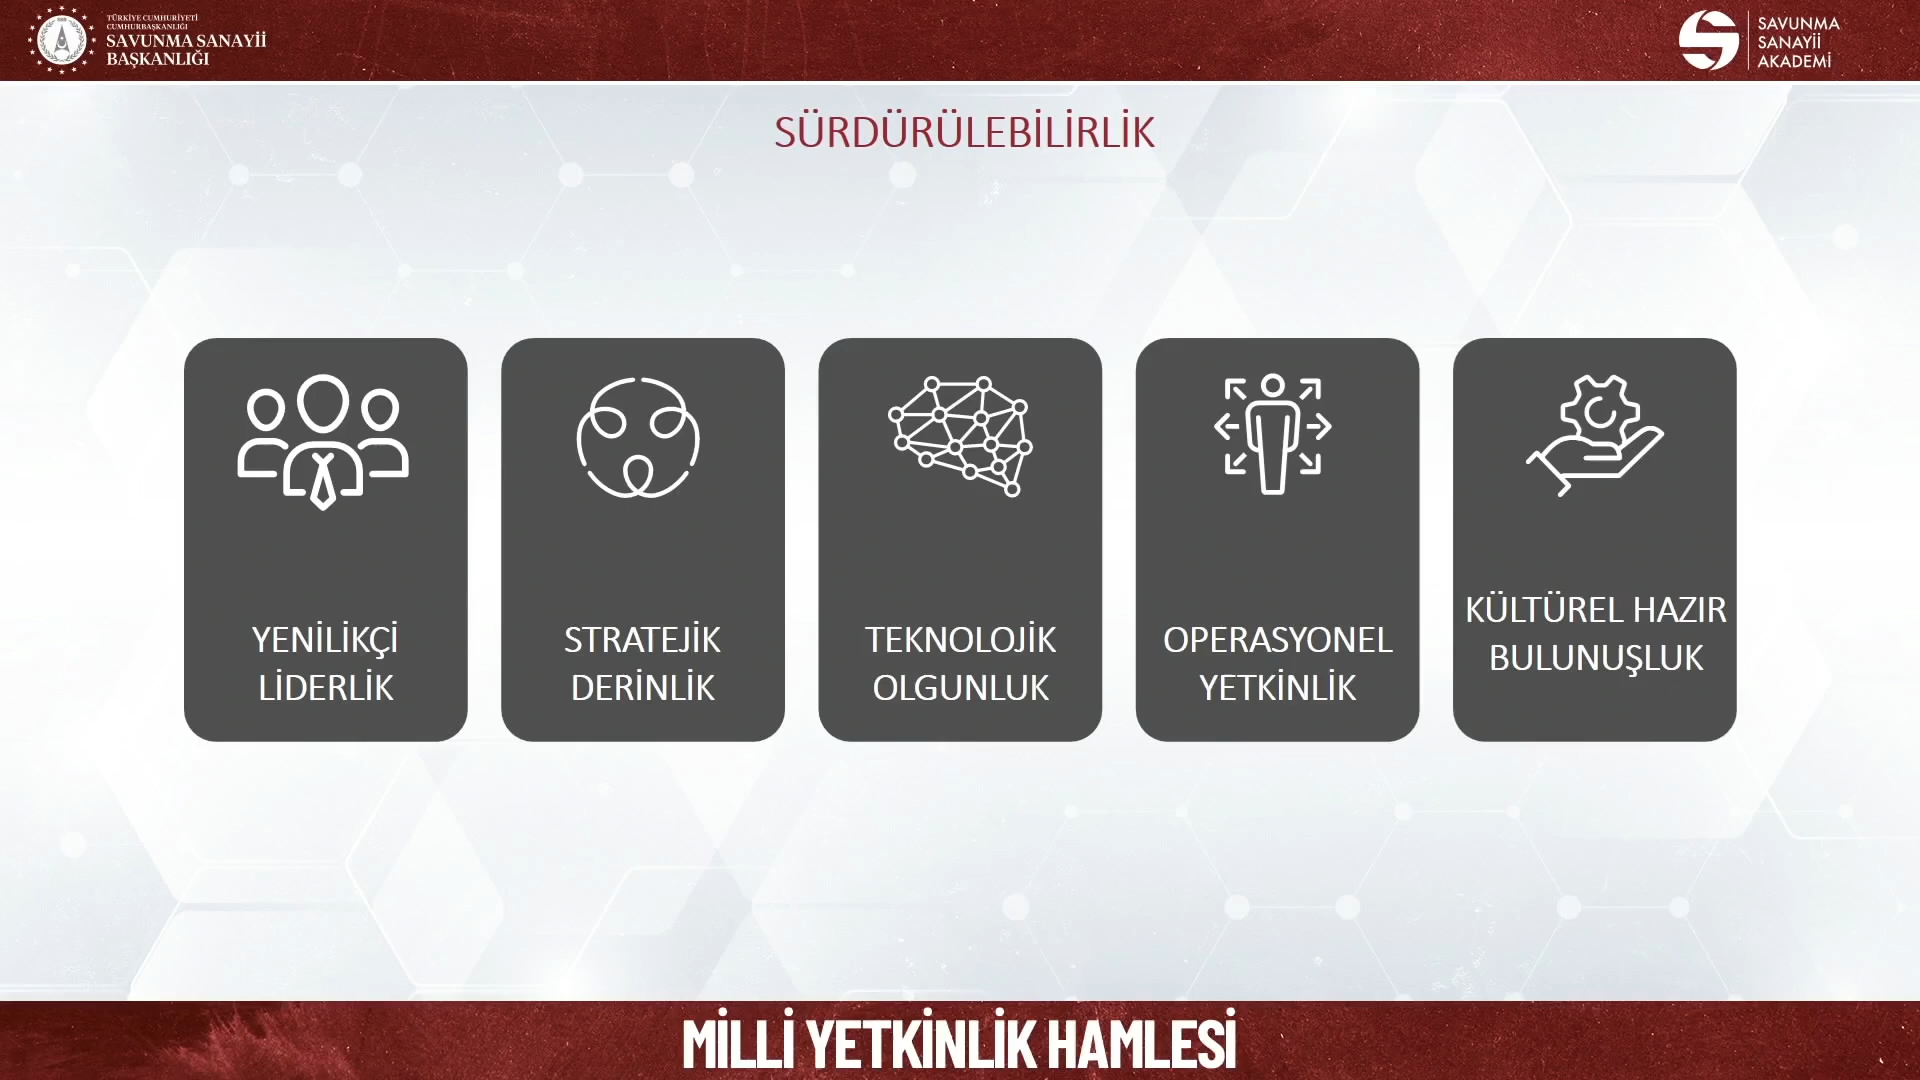 TÜRKİYE CUMHURİYETİ
CUMHURBAŞKANLIĞI
SAVUNMA SANAYİİ
BAŞKANLIĞI
SAVUNMA
SANAYİİ
AKADEMİ
SÜRDÜRÜLEBİLİRLİK
YENİLİKÇİ
LİDERLİK
STRATEJİK
DERİNLİK
TEKNOLOJİK
OLGUNLUK
OPERASYONEL
YETKİNLİK
KÜLTÜREL HAZIR
BULUNUŞLUK
MİLLİ YETKİNLİK HAMLESİ